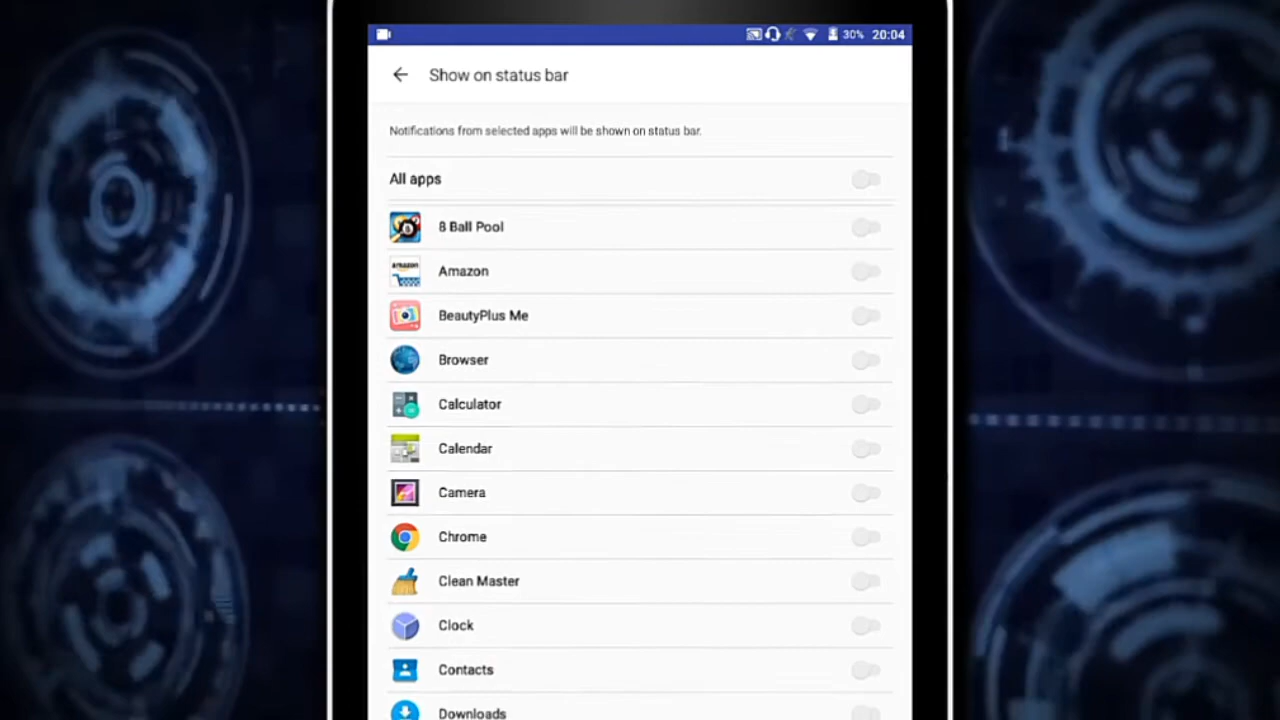 30% 20:04
Show on status bar
Notifications from selected apps will be shown on status bar.
All apps
8 Ball Pool
amazon
Amazon
BeautyPlus Me
Browser
Calculator
Calendar
Camera
Chrome
Clean Master
Clock
Contacts
Downloads